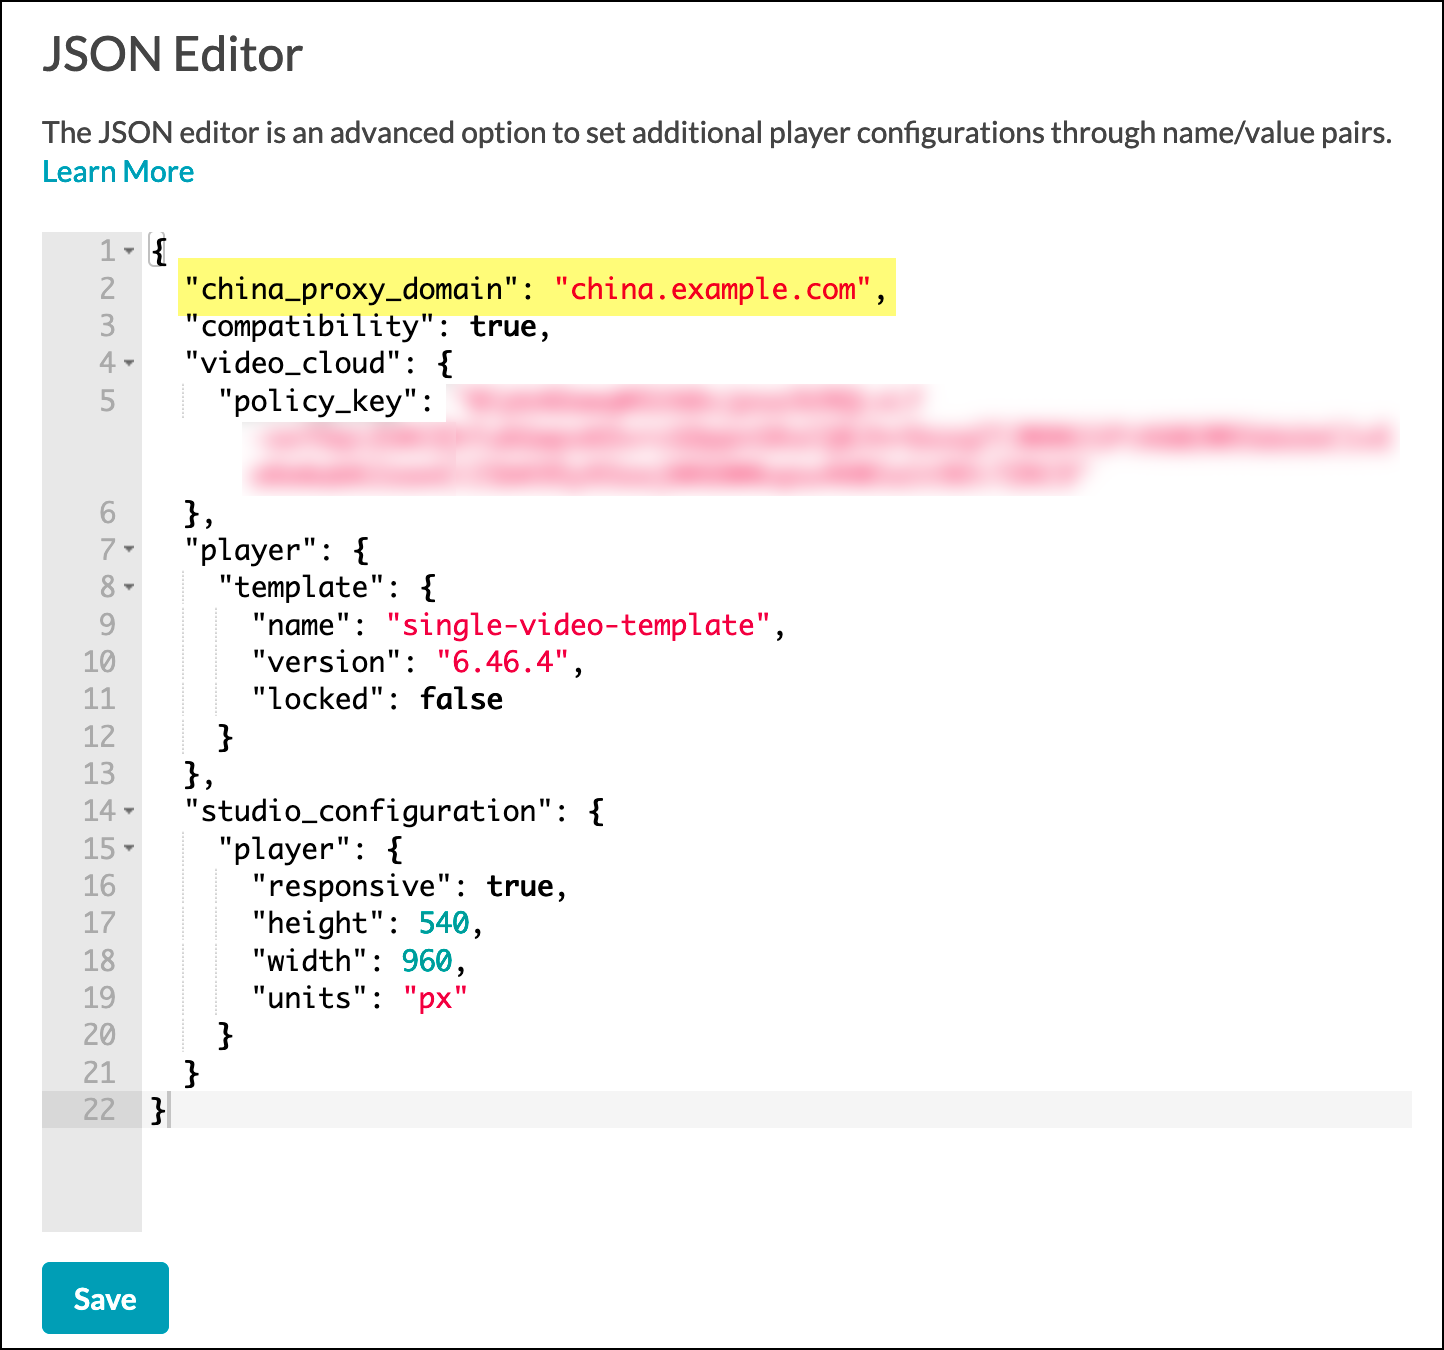 JSON Editor
The JSON editor is an advanced option to set additional player configurations through name/value pairs.
Learn More
1 {
2 "china_proxy_domain": "china.example.com",
3 "compatibility": true,
4 "video_cloud": {
5 "policy_key":
6 },
7 "player": {
8 "template": {
9 "name": "single-video-template",
10 "version": "6.46.4",
11 "locked": false
12 }
13 },
14 "studio_configuration": {
15 "player": {
16 "responsive": true,
17 "height": 540,
18 "width": 960,
19 "units": "px"
20 }
21 }
22 }
Save